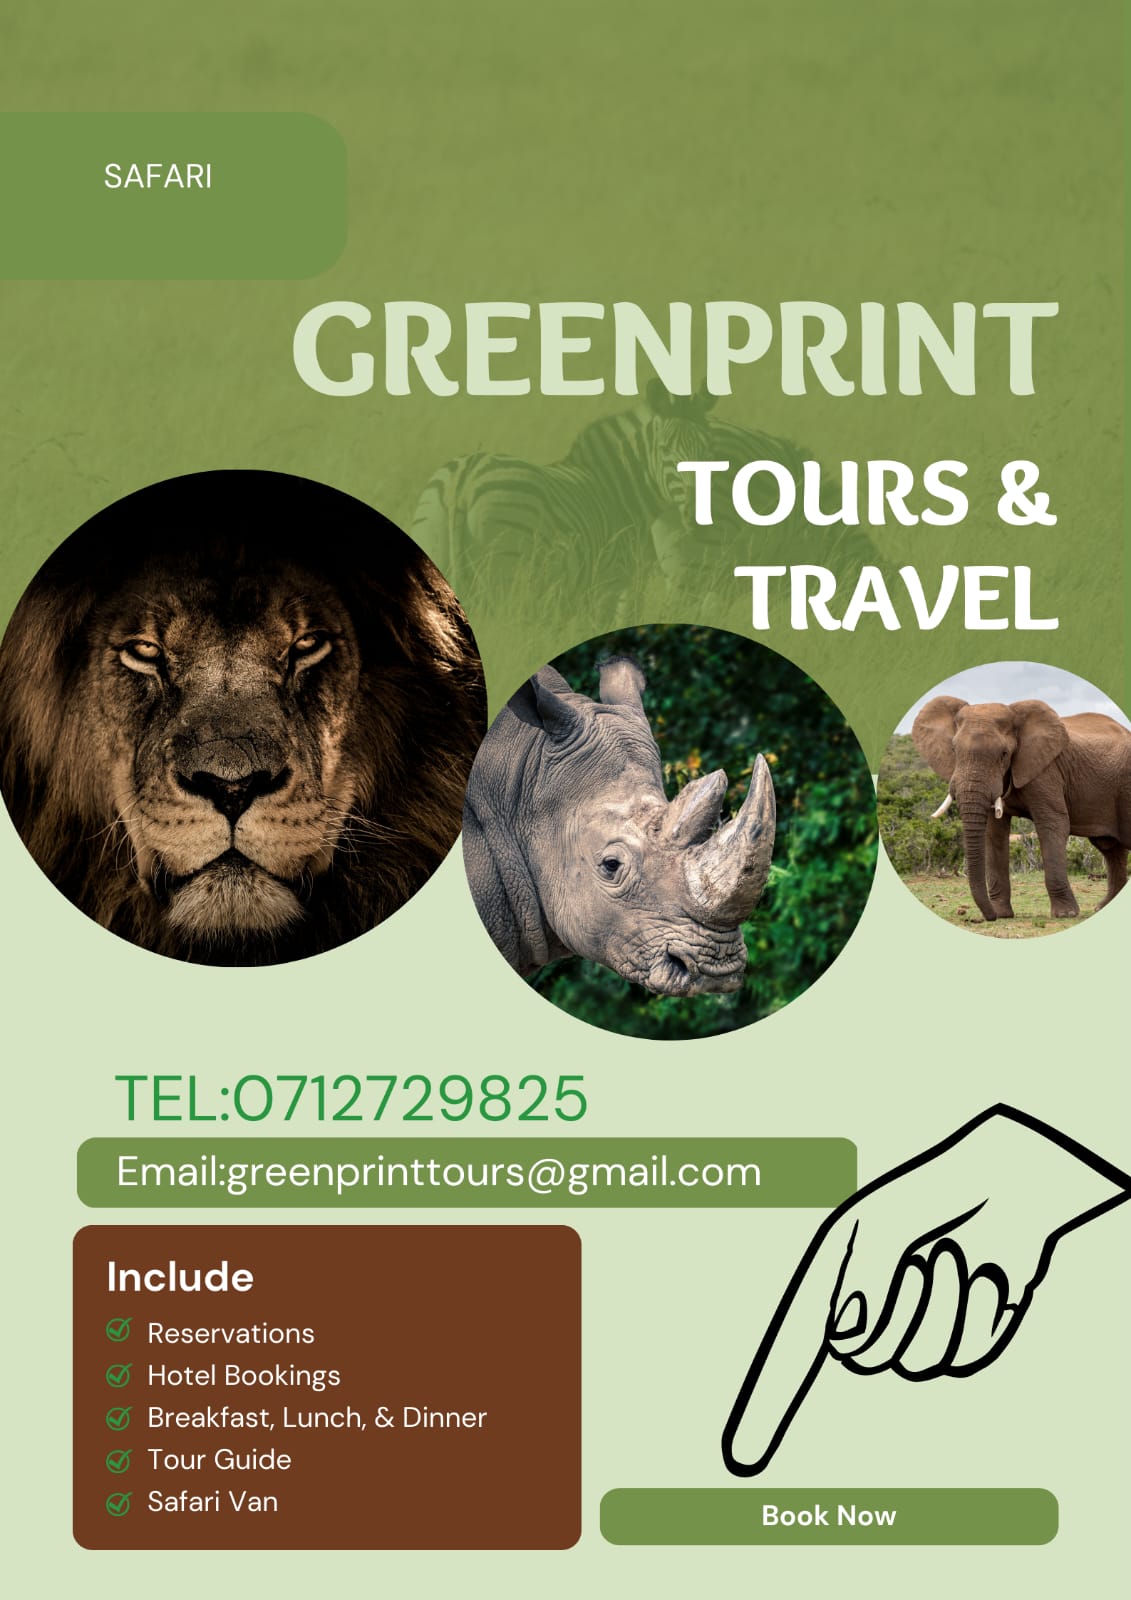 SAFARI
GREENPRINT
TOURS &
TRAVEL
TEL:0712729825
Email:greenprinttours@gmail.com
Include
Reservations
Hotel Bookings
Breakfast, Lunch, & Dinner
Tour Guide
Safari Van
Book Now